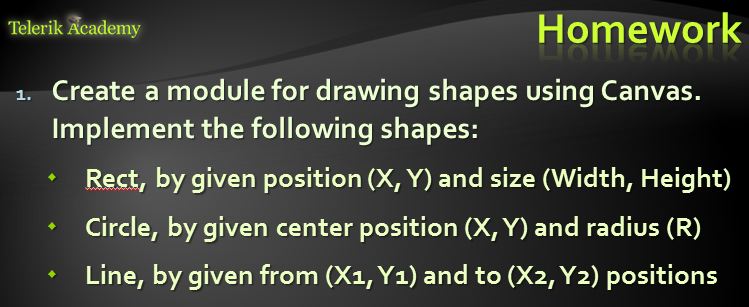 Telerik Academy
Homework
1. Create a module for drawing shapes using Canvas.
Implement the following shapes:
Rect, by given position (X, Y) and size (Width, Height)
Circle, by given center position (X, Y) and radius (R)
Line, by given from (X1, Y1) and to (X2, Y2) positions